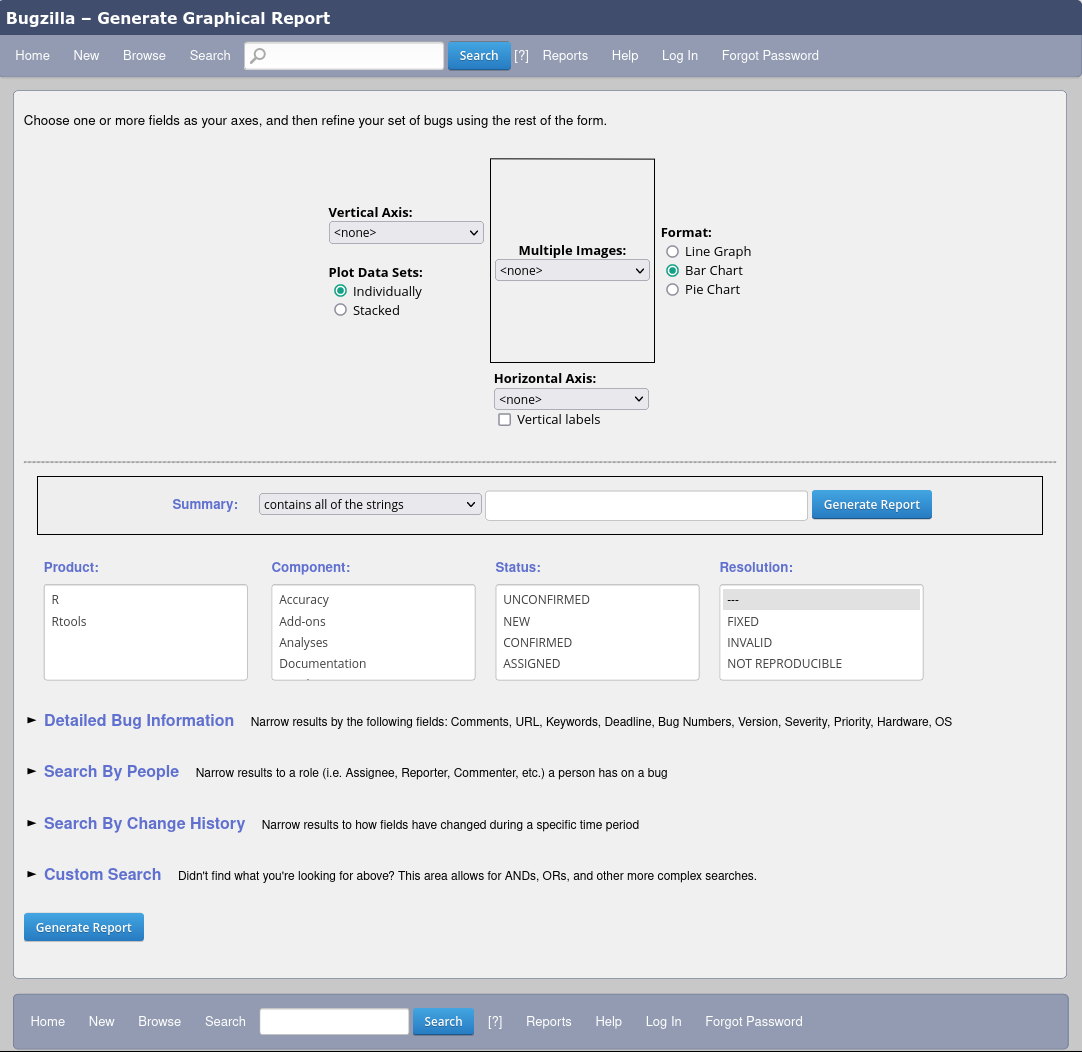 Bugzilla – Generate Graphical Report
Home New Browse Search Search [?] Reports Help Log In Forgot Password
Choose one or more fields as your axes, and then refine your set of bugs using the rest of the form.
Vertical Axis:
<none>
Plot Data Sets:
Individually
Stacked
Multiple Images:
<none>
Format:
Line Graph
Bar Chart
Pie Chart
Horizontal Axis:
<none>
Vertical labels
Summary: contains all of the strings Generate Report
Product:
R
Rtools
Component:
Accuracy
Add-ons
Analyses
Documentation
Status:
UNCONFIRMED
NEW
CONFIRMED
ASSIGNED
Resolution:
---
FIXED
INVALID
NOT REPRODUCIBLE
Detailed Bug Information Narrow results by the following fields: Comments, URL, Keywords, Deadline, Bug Numbers, Version, Severity, Priority, Hardware, OS
Search By People Narrow results to a role (i.e. Assignee, Reporter, Commenter, etc.) a person has on a bug
Search By Change History Narrow results to how fields have changed during a specific time period
Custom Search Didn't find what you're looking for above? This area allows for ANDs, ORs, and other more complex searches.
Generate Report
Home New Browse Search Search [?] Reports Help Log In Forgot Password